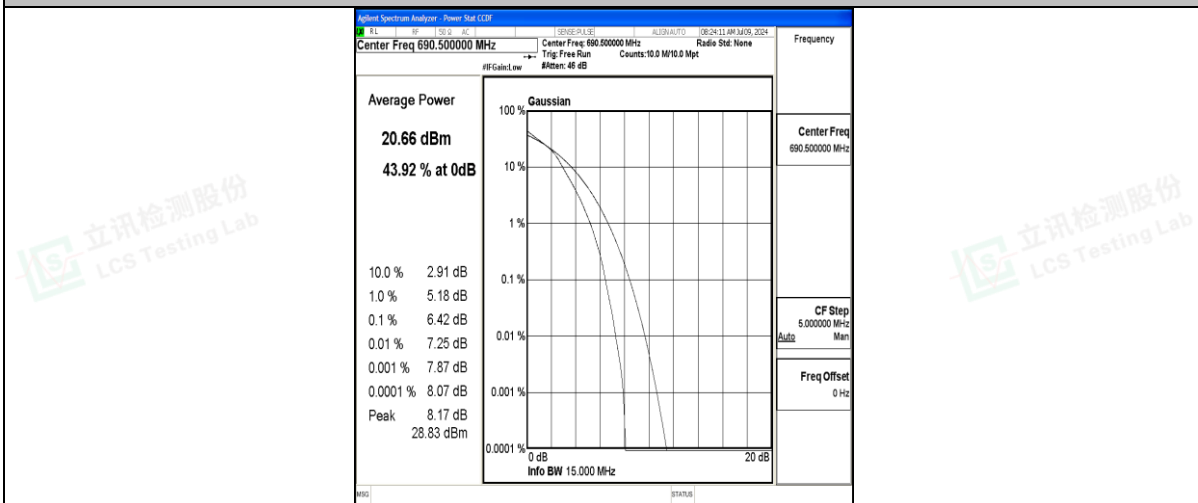 Agilent Spectrum Analyzer - Power Stat CCDF
RL RF 50 Ω AC SENSE:PULSE ALIGN AUTO 08:24:11 AM Jul 09, 2024
Center Freq 690.500000 MHz
Center Freq: 690.500000 MHz Radio Std: None
Trig: Free Run Counts:10.0 M/10.0 Mpt
#IFGain:Low #Atten: 46 dB
Frequency
Average Power
20.66 dBm
43.92 % at 0dB
10.0 % 2.91 dB
1.0 % 5.18 dB
0.1 % 6.42 dB
0.01 % 7.25 dB
0.001 % 7.87 dB
0.0001 % 8.07 dB
Peak 8.17 dB
28.83 dBm
Gaussian
100 %
10 %
1 %
0.1 %
0.01 %
0.001 %
0.0001 %
0 dB 20 dB
Info BW 15.000 MHz
Center Freq
690.500000 MHz
CF Step
5.000000 MHz
Auto Man
Freq Offset
0 Hz
MSG STATUS
立讯检测股份
LCS Testing Lab
立讯检测股份
LCS Testing Lab